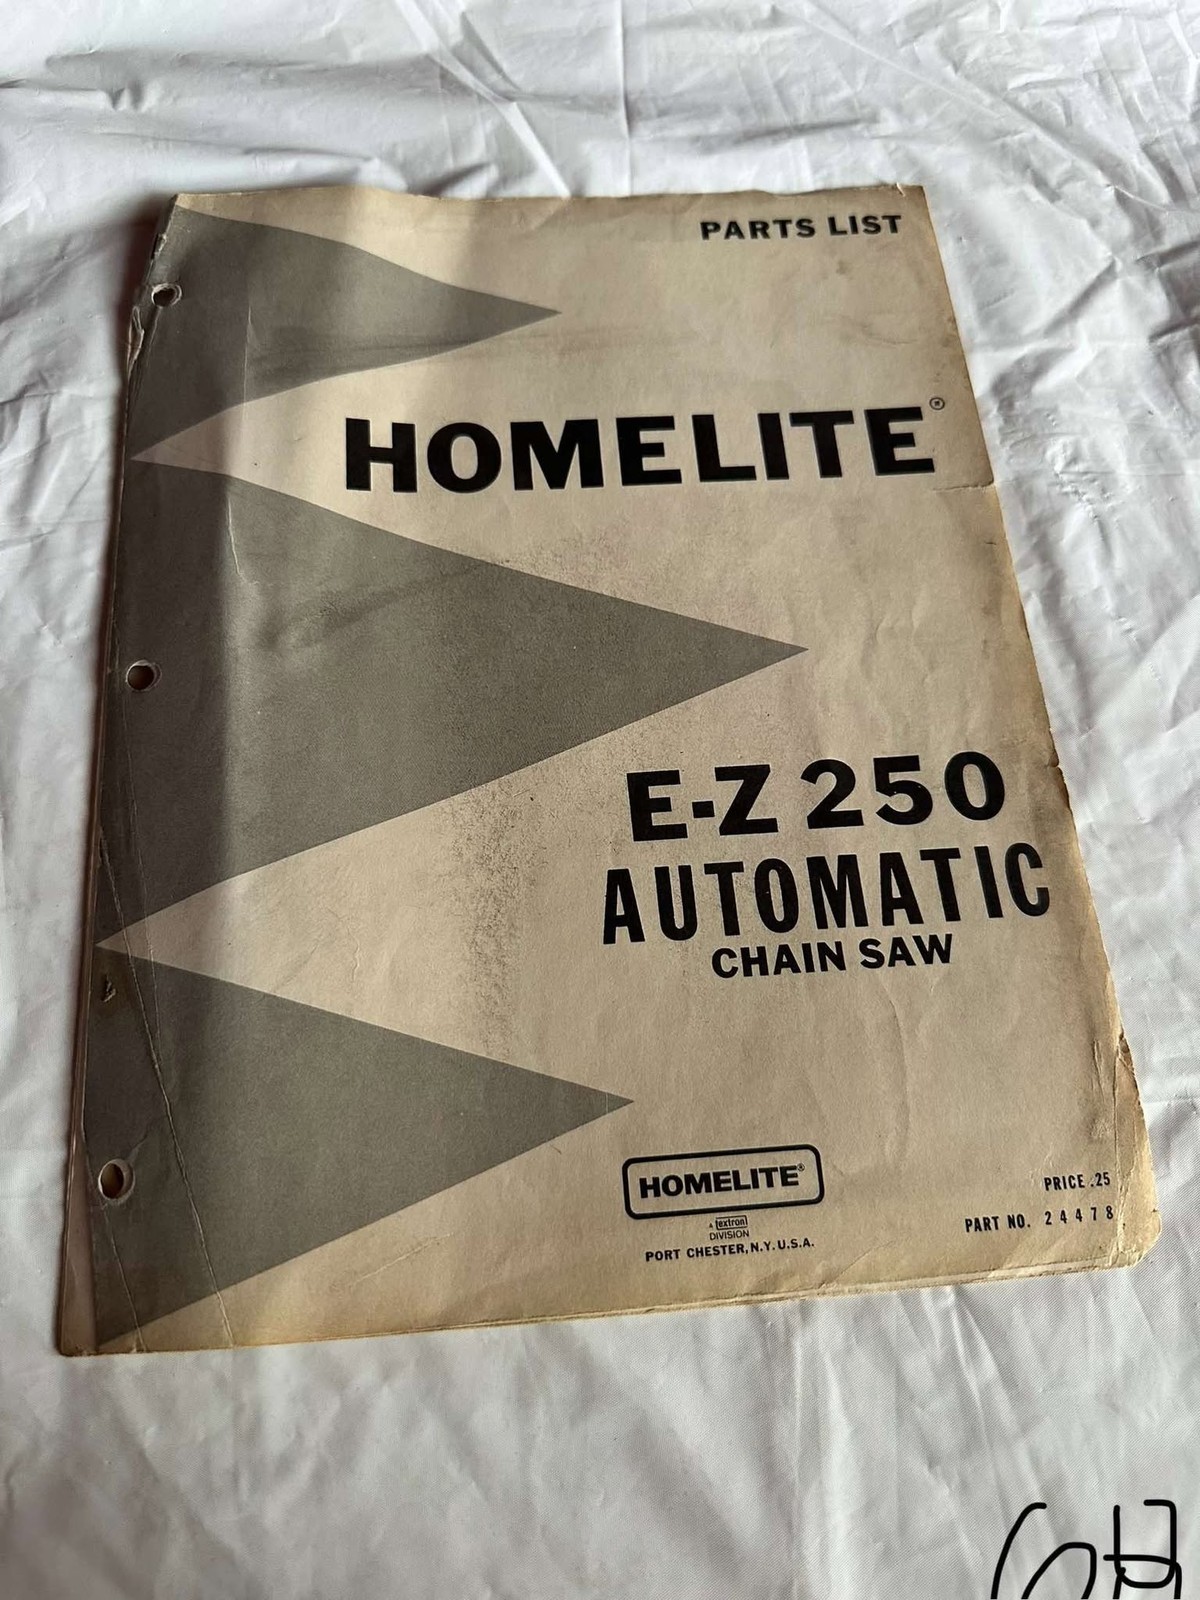 PARTS LIST
HOMELITE®
E-Z 250
AUTOMATIC
CHAIN SAW
HOMELITE®
A textron
DIVISION
PORT CHESTER, N.Y. U.S.A.
PRICE .25
PART NO. 24478